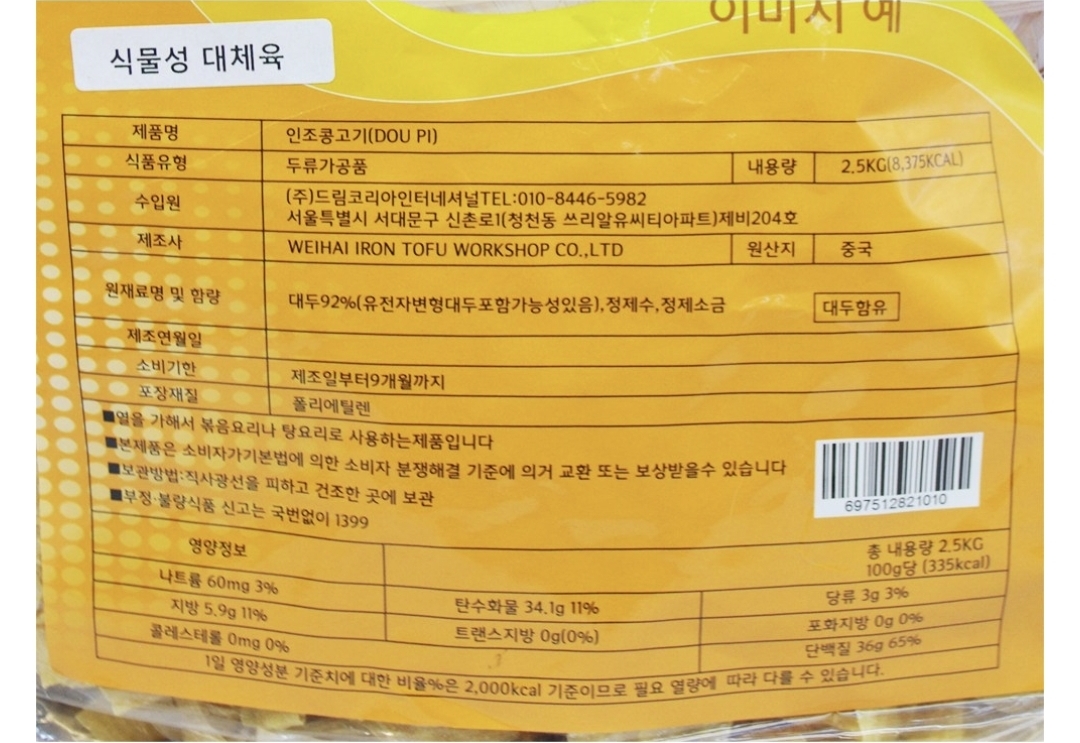 이미지 예
식물성 대체육
제품명 인조콩고기(DOU PI)
식품유형 두류가공품 내용량 2.5KG(8,375KCAL)
수입원 (주)드림코리아인터네셔널TEL:010-8446-5982
서울특별시 서대문구 신촌로1(청천동 쓰리알유씨티아파트)제비204호
제조사 WEIHAI IRON TOFU WORKSHOP CO.,LTD 원산지 중국
원재료명 및 함량 대두92%(유전자변형대두포함가능성있음),정제수,정제소금 대두함유
제조연월일
소비기한 제조일부터9개월까지
포장재질 폴리에틸렌
■열을 가해서 볶음요리나 탕요리로 사용하는제품입니다
■본제품은 소비자가기본법에 의한 소비자 분쟁해결 기준에 의거 교환 또는 보상받을수 있습니다
■보관방법:직사광선을 피하고 건조한 곳에 보관
■부정·불량식품 신고는 국번없이 1399
697512821010
영양정보 총 내용량 2.5KG
100g당 (335kcal)
나트륨 60mg 3% 탄수화물 34.1g 11% 당류 3g 3%
지방 5.9g 11% 트랜스지방 0g(0%) 포화지방 0g 0%
콜레스테롤 0mg 0% 단백질 36g 65%
1일 영양성분 기준치에 대한 비율%은 2,000kcal 기준이므로 필요 열량에 따라 다를 수 있습니다.